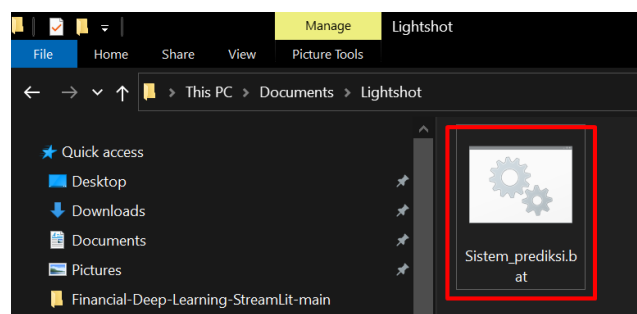 Manage
Lightshot
File
Home
Share
View
Picture Tools
This PC > Documents > Lightshot
Quick access
Desktop
Downloads
Documents
Pictures
Financial-Deep-Learning-StreamLit-main
Sistem_prediksi.b
at